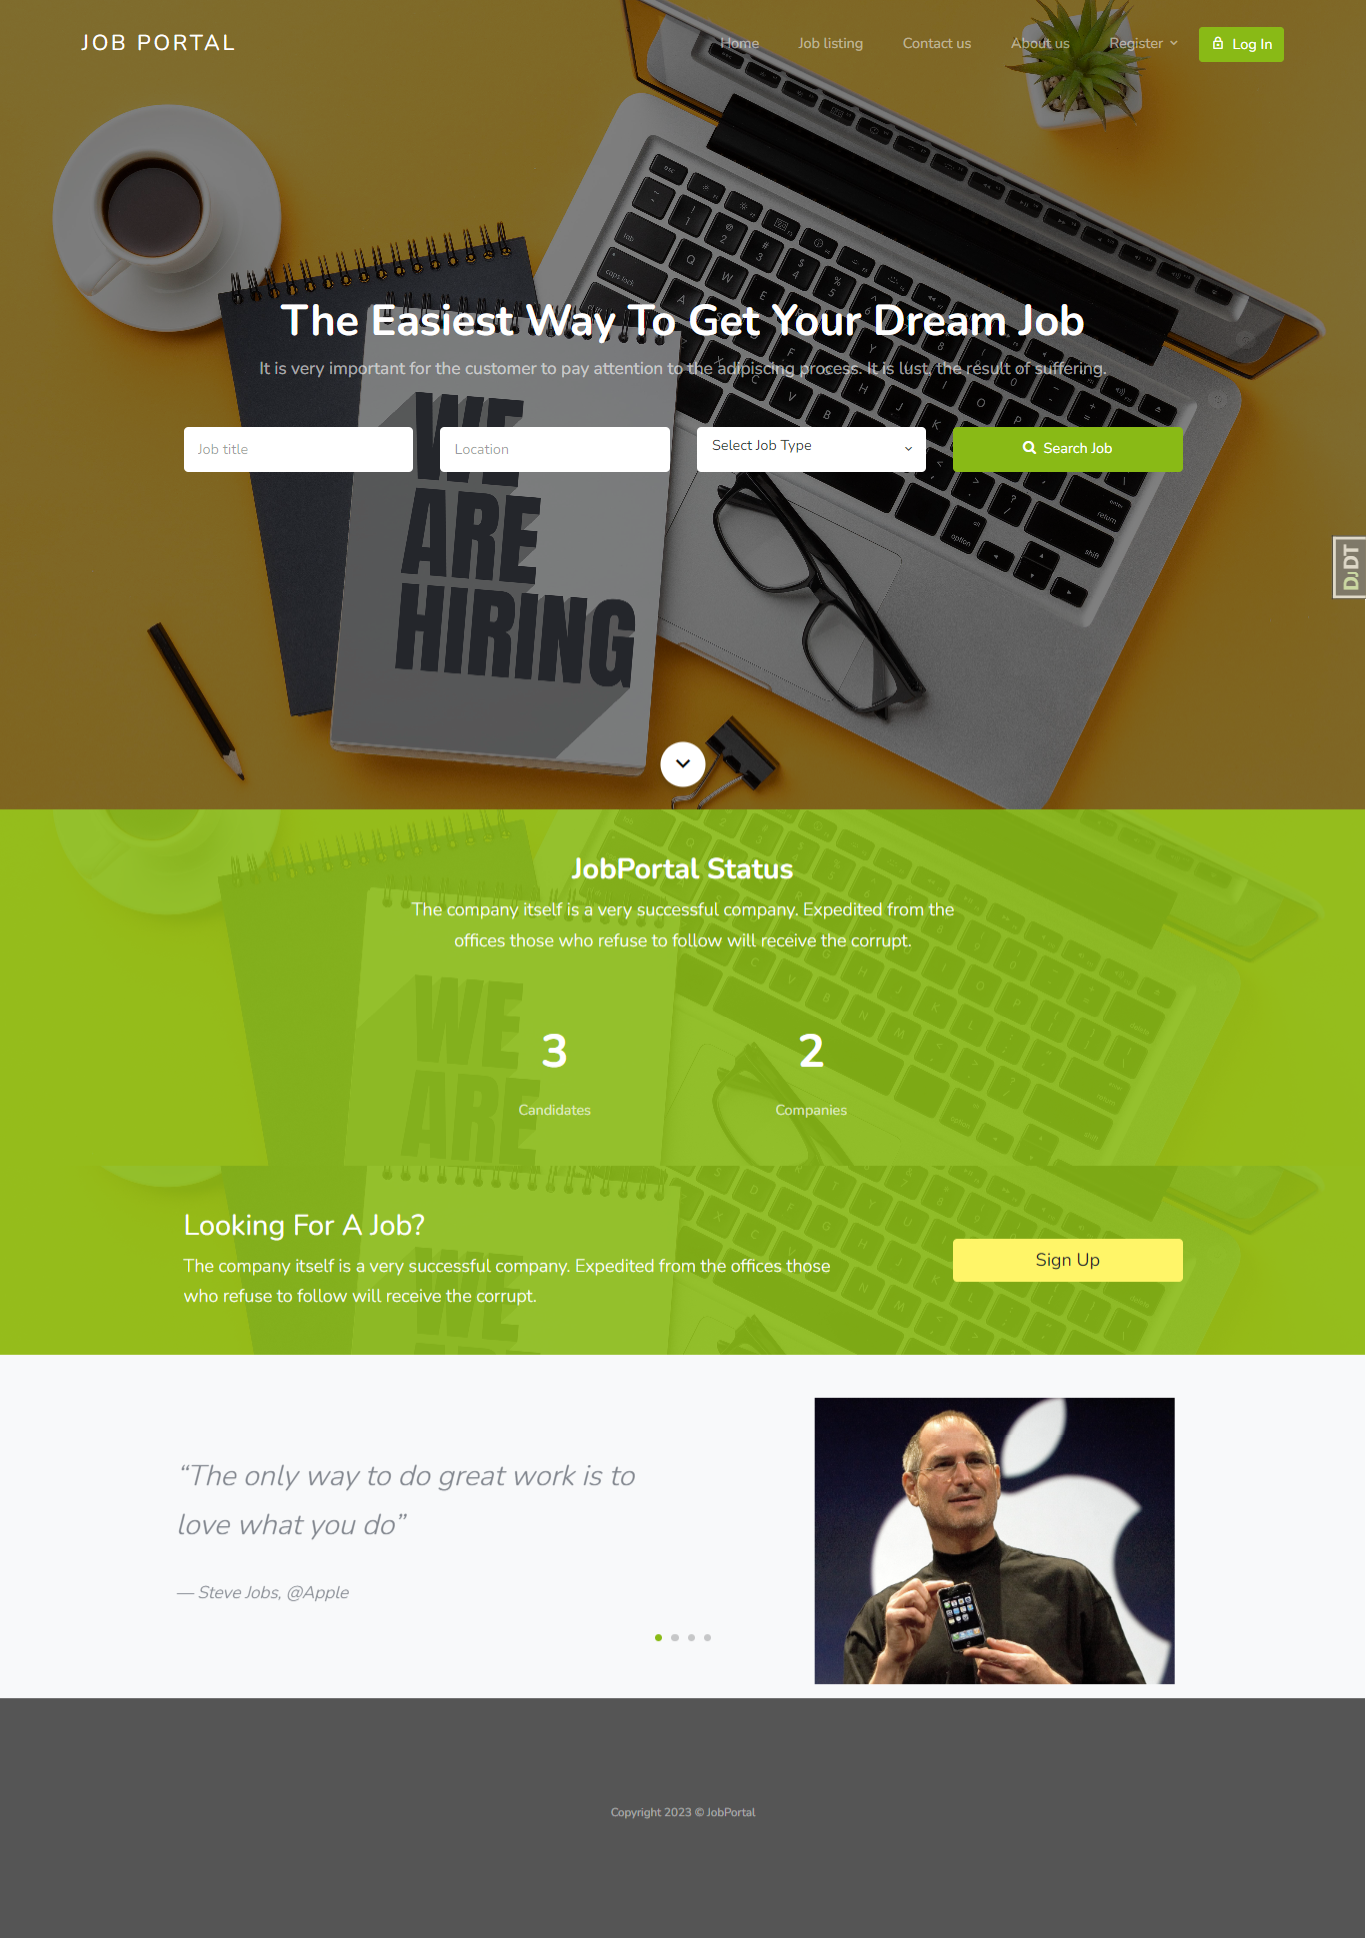 JOB PORTAL
Home
Job listing
Contact us
About us
Register
Log In
The Easiest Way To Get Your Dream Job
It is very important for the customer to pay attention to the adipiscing process. It is lust, the result of suffering.
Job title
Location
Select Job Type
Search Job
WE
ARE
HIRING
DJDT
JobPortal Status
The company itself is a very successful company. Expedited from the
offices those who refuse to follow will receive the corrupt.
3
2
Candidates
Companies
Looking For A Job?
The company itself is a very successful company. Expedited from the offices those
who refuse to follow will receive the corrupt.
Sign Up
“The only way to do great work is to
love what you do”
— Steve Jobs, @Apple
Copyright 2023 © JobPortal